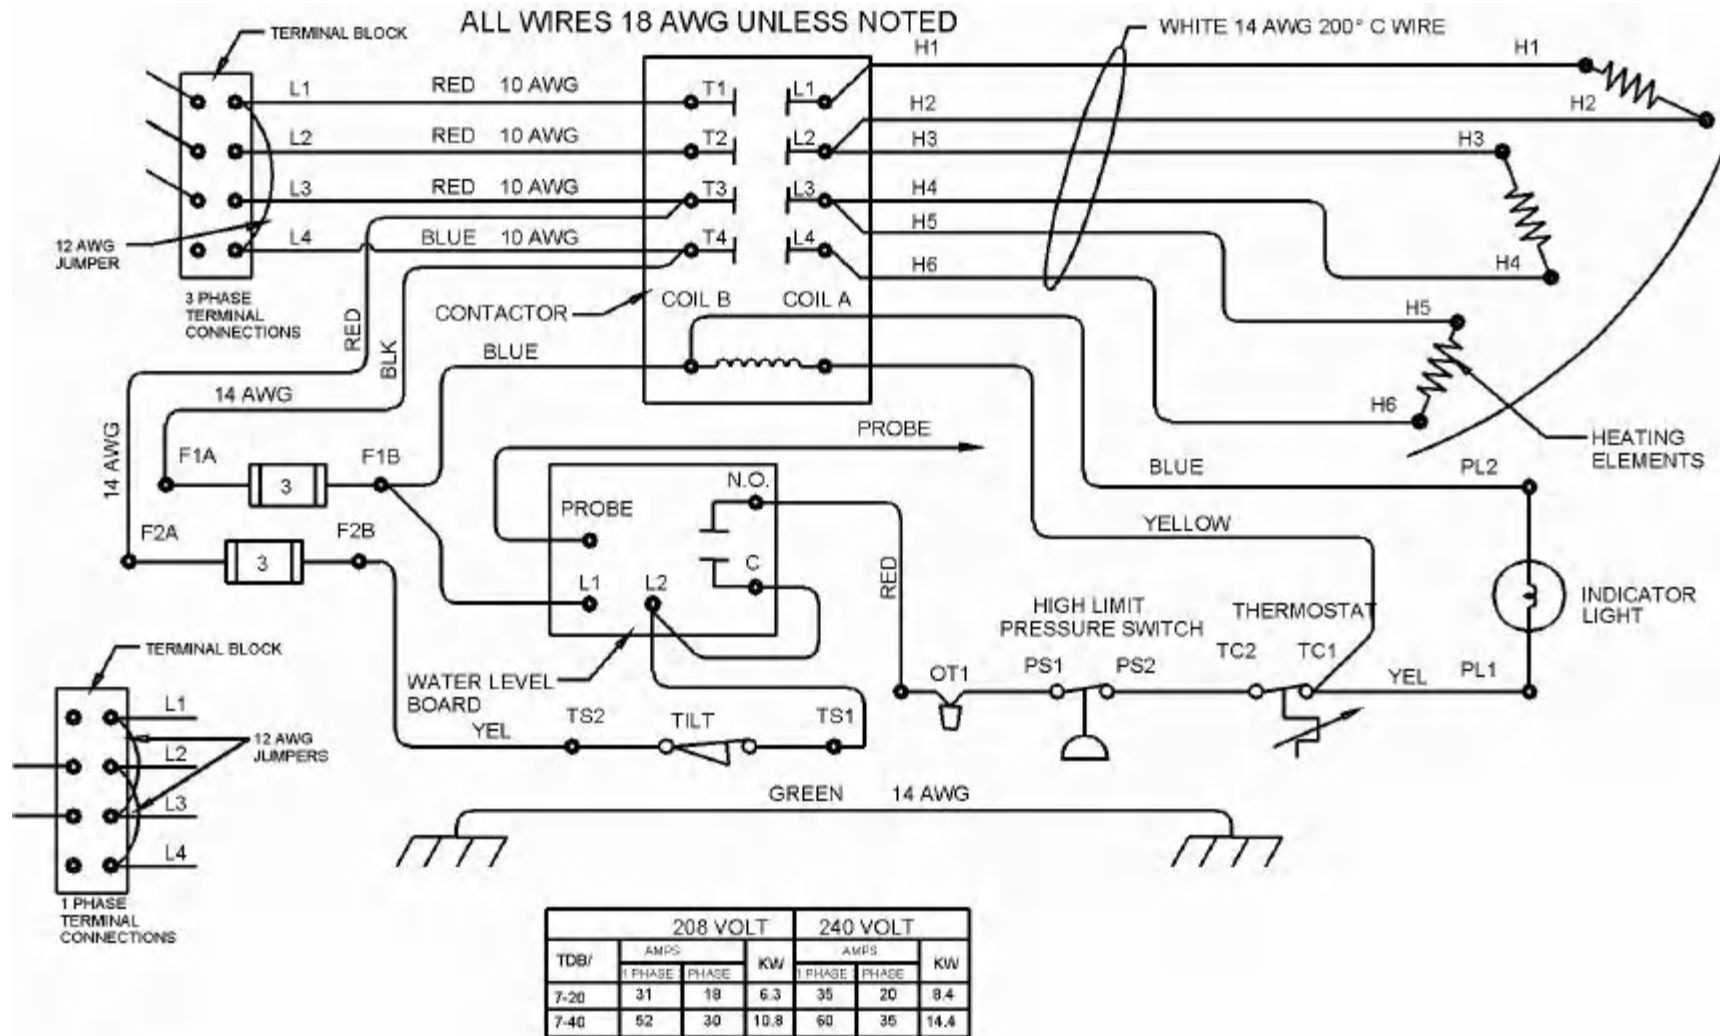 ALL WIRES 18 AWG UNLESS NOTED
TERMINAL BLOCK
WHITE 14 AWG 200° C WIRE
L1 RED 10 AWG T1 L1 H1 H1
L2 RED 10 AWG T2 L2 H2 H2
H3 H3
L3 RED 10 AWG T3 L3 H4
H5
L4 BLUE 10 AWG T4 L4 H6 H4
12 AWG
JUMPER
3 PHASE
TERMINAL
CONNECTIONS
CONTACTOR
COIL B COIL A
H5
RED
BLK
BLUE
14 AWG
14 AWG
H6
HEATING
ELEMENTS
PROBE
BLUE
PL2
F1A 3 F1B
N.O.
PROBE
YELLOW
F2A 3 F2B
C
L1 L2
RED
HIGH LIMIT
PRESSURE SWITCH
THERMOSTAT
INDICATOR
LIGHT
TERMINAL BLOCK
WATER LEVEL
BOARD
OT1 PS1 PS2 TC2 TC1 YEL PL1
L1
L2
L3
L4
12 AWG
JUMPERS
YEL TS2 TILT TS1
GREEN 14 AWG
1 PHASE
TERMINAL
CONNECTIONS
208 VOLT 240 VOLT
TDB/ AMPS KW AMPS KW
1 PHASE PHASE 1 PHASE PHASE
7-20 31 18 6.3 35 20 8.4
7-40 52 30 10.8 60 35 14.4